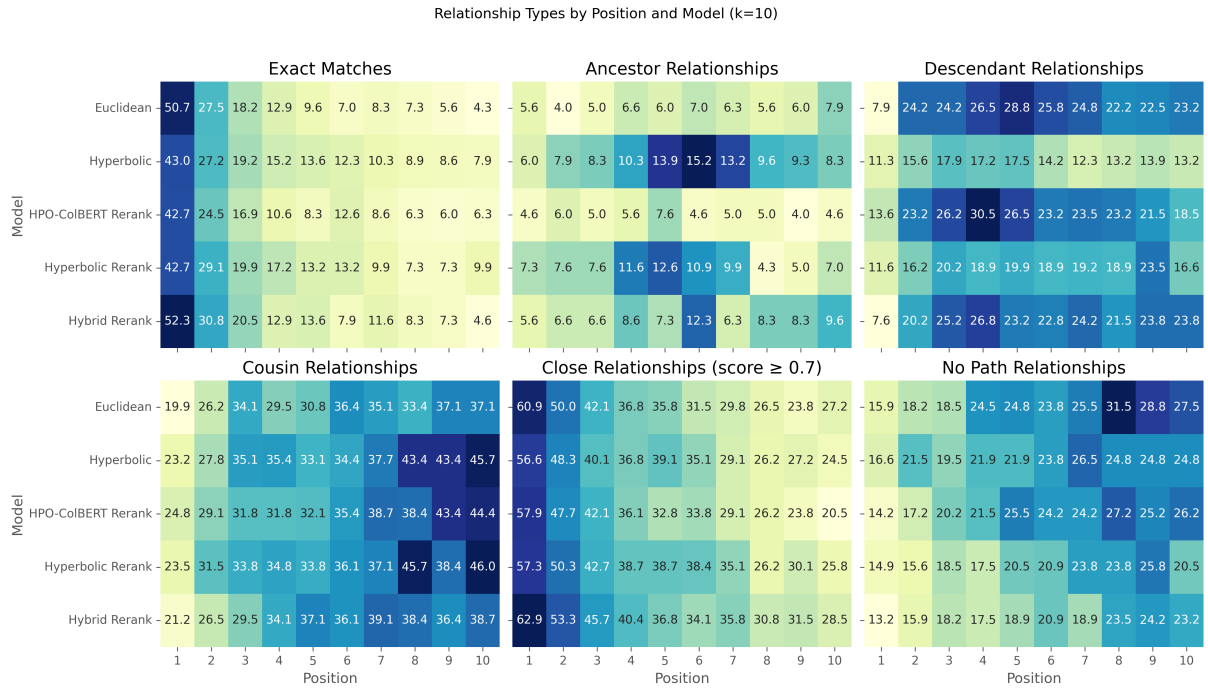 Relationship Types by Position and Model (k=10)
Exact Matches
Ancestor Relationships
Descendant Relationships
Model
Euclidean 50.7 27.5 18.2 12.9 9.6 7.0 8.3 7.3 5.6 4.3 5.6 4.0 5.0 6.6 6.0 7.0 6.3 5.6 6.0 7.9 7.9 24.2 24.2 26.5 28.8 25.8 24.8 22.2 22.5 23.2
Hyperbolic 43.0 27.2 19.2 15.2 13.6 12.3 10.3 8.9 8.6 7.9 6.0 7.9 8.3 10.3 13.9 15.2 13.2 9.6 9.3 8.3 11.3 15.6 17.9 17.2 17.5 14.2 12.3 13.2 13.9 13.2
HPO-ColBERT Rerank 42.7 24.5 16.9 10.6 8.3 12.6 8.6 6.3 6.0 6.3 4.6 6.0 5.0 5.6 7.6 4.6 5.0 5.0 4.0 4.6 13.6 23.2 26.2 30.5 26.5 23.2 23.5 23.2 21.5 18.5
Hyperbolic Rerank 42.7 29.1 19.9 17.2 13.2 13.2 9.9 7.3 7.3 9.9 7.3 7.6 7.6 11.6 12.6 10.9 9.9 4.3 5.0 7.0 11.6 16.2 20.2 18.9 19.9 18.9 19.2 18.9 23.5 16.6
Hybrid Rerank 52.3 30.8 20.5 12.9 13.6 7.9 11.6 8.3 7.3 4.6 5.6 6.6 6.6 8.6 7.3 12.3 6.3 8.3 8.3 9.6 7.6 20.2 25.2 26.8 23.2 22.8 24.2 21.5 23.8 23.8
Cousin Relationships
Close Relationships (score ≥ 0.7)
No Path Relationships
Model
Euclidean 19.9 26.2 34.1 29.5 30.8 36.4 35.1 33.4 37.1 37.1 60.9 50.0 42.1 36.8 35.8 31.5 29.8 26.5 23.8 27.2 15.9 18.2 18.5 24.5 24.8 23.8 25.5 31.5 28.8 27.5
Hyperbolic 23.2 27.8 35.1 35.4 33.1 34.4 37.7 43.4 43.4 45.7 56.6 48.3 40.1 36.8 39.1 35.1 29.1 26.2 27.2 24.5 16.6 21.5 19.5 21.9 21.9 23.8 26.5 24.8 24.8 24.8
HPO-ColBERT Rerank 24.8 29.1 31.8 31.8 32.1 35.4 38.7 38.4 43.4 44.4 57.9 47.7 42.1 36.1 32.8 33.8 29.1 26.2 23.8 20.5 14.2 17.2 20.2 21.5 25.5 24.2 24.2 27.2 25.2 26.2
Hyperbolic Rerank 23.5 31.5 33.8 34.8 33.8 36.1 37.1 45.7 38.4 46.0 57.3 50.3 42.7 38.7 38.7 38.4 35.1 26.2 30.1 25.8 14.9 15.6 18.5 17.5 20.5 20.9 23.8 23.8 25.8 20.5
Hybrid Rerank 21.2 26.5 29.5 34.1 37.1 36.1 39.1 38.4 36.4 38.7 62.9 53.3 45.7 40.4 36.8 34.1 35.8 30.8 31.5 28.5 13.2 15.9 18.2 17.2 18.9 20.9 18.9 23.5 24.2 23.2
1 2 3 4 5 6 7 8 9 10 1 2 3 4 5 6 7 8 9 10 1 2 3 4 5 6 7 8 9 10
Position
Position
Position